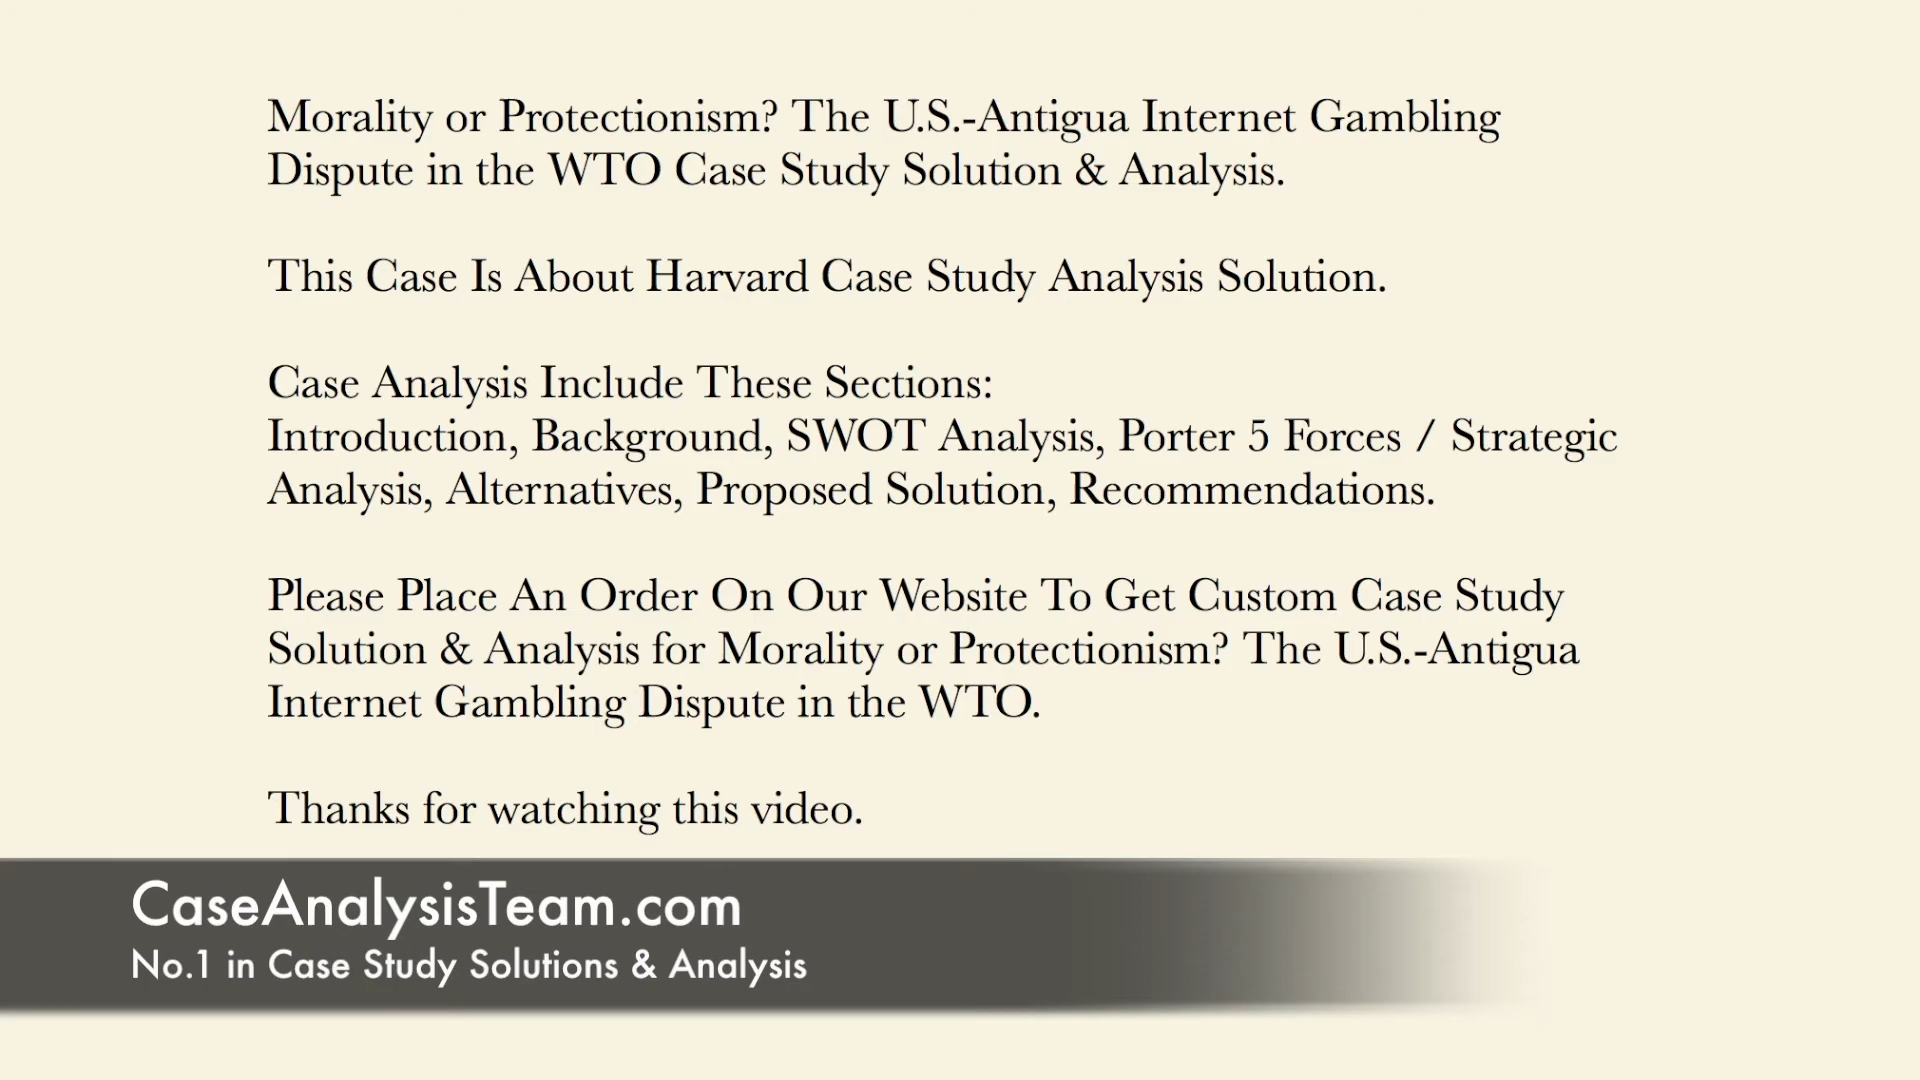 Morality or Protectionism? The U.S.-Antigua Internet Gambling
Dispute in the WTO Case Study Solution & Analysis.
This Case Is About Harvard Case Study Analysis Solution.
Case Analysis Include These Sections:
Introduction, Background, SWOT Analysis, Porter 5 Forces / Strategic
Analysis, Alternatives, Proposed Solution, Recommendations.
Please Place An Order On Our Website To Get Custom Case Study
Solution & Analysis for Morality or Protectionism? The U.S.-Antigua
Internet Gambling Dispute in the WTO.
Thanks for watching this video.
CaseAnalysisTeam.com
No.1 in Case Study Solutions & Analysis